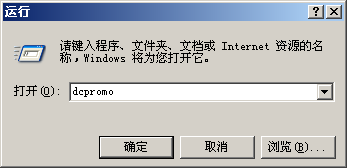 运行
请键入程序、文件夹、文档或 Internet 资源的名
称，Windows 将为您打开它。
打开(O): dcpromo
确定 取消 浏览(B)...